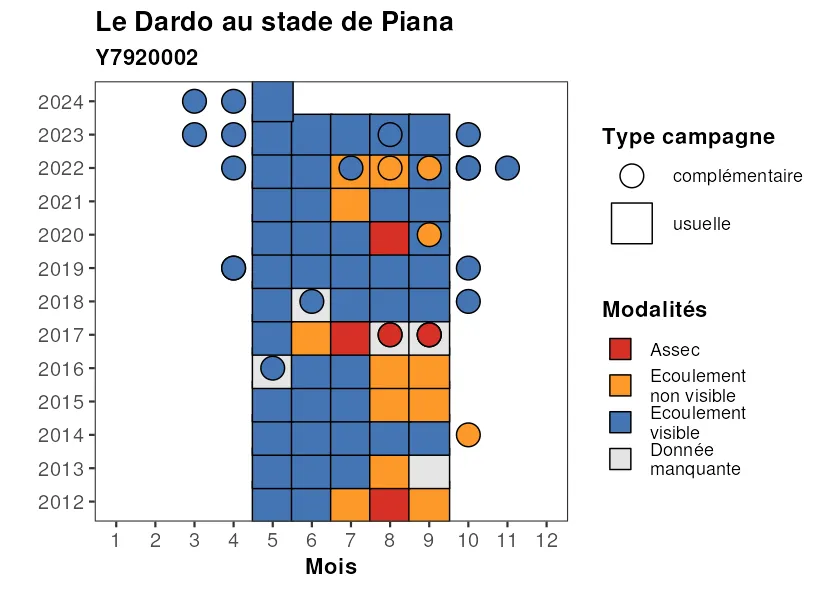 Le Dardo au stade de Piana
Y7920002
2024
2023
2022
2021
2020
2019
2018
2017
2016
2015
2014
2013
2012
1 2 3 4 5 6 7 8 9 10 11 12
Mois
Type campagne
complémentaire
usuelle
Modalités
Assec
Ecoulement
non visible
Ecoulement
visible
Donnée
manquante